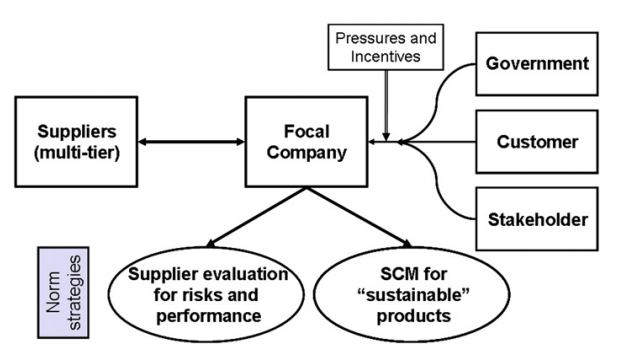 Pressures and
Incentives
Government
Suppliers
(multi-tier)
Focal
Company
Customer
Stakeholder
Norm
strategies
Supplier evaluation
for risks and
performance
SCM for
“sustainable”
products